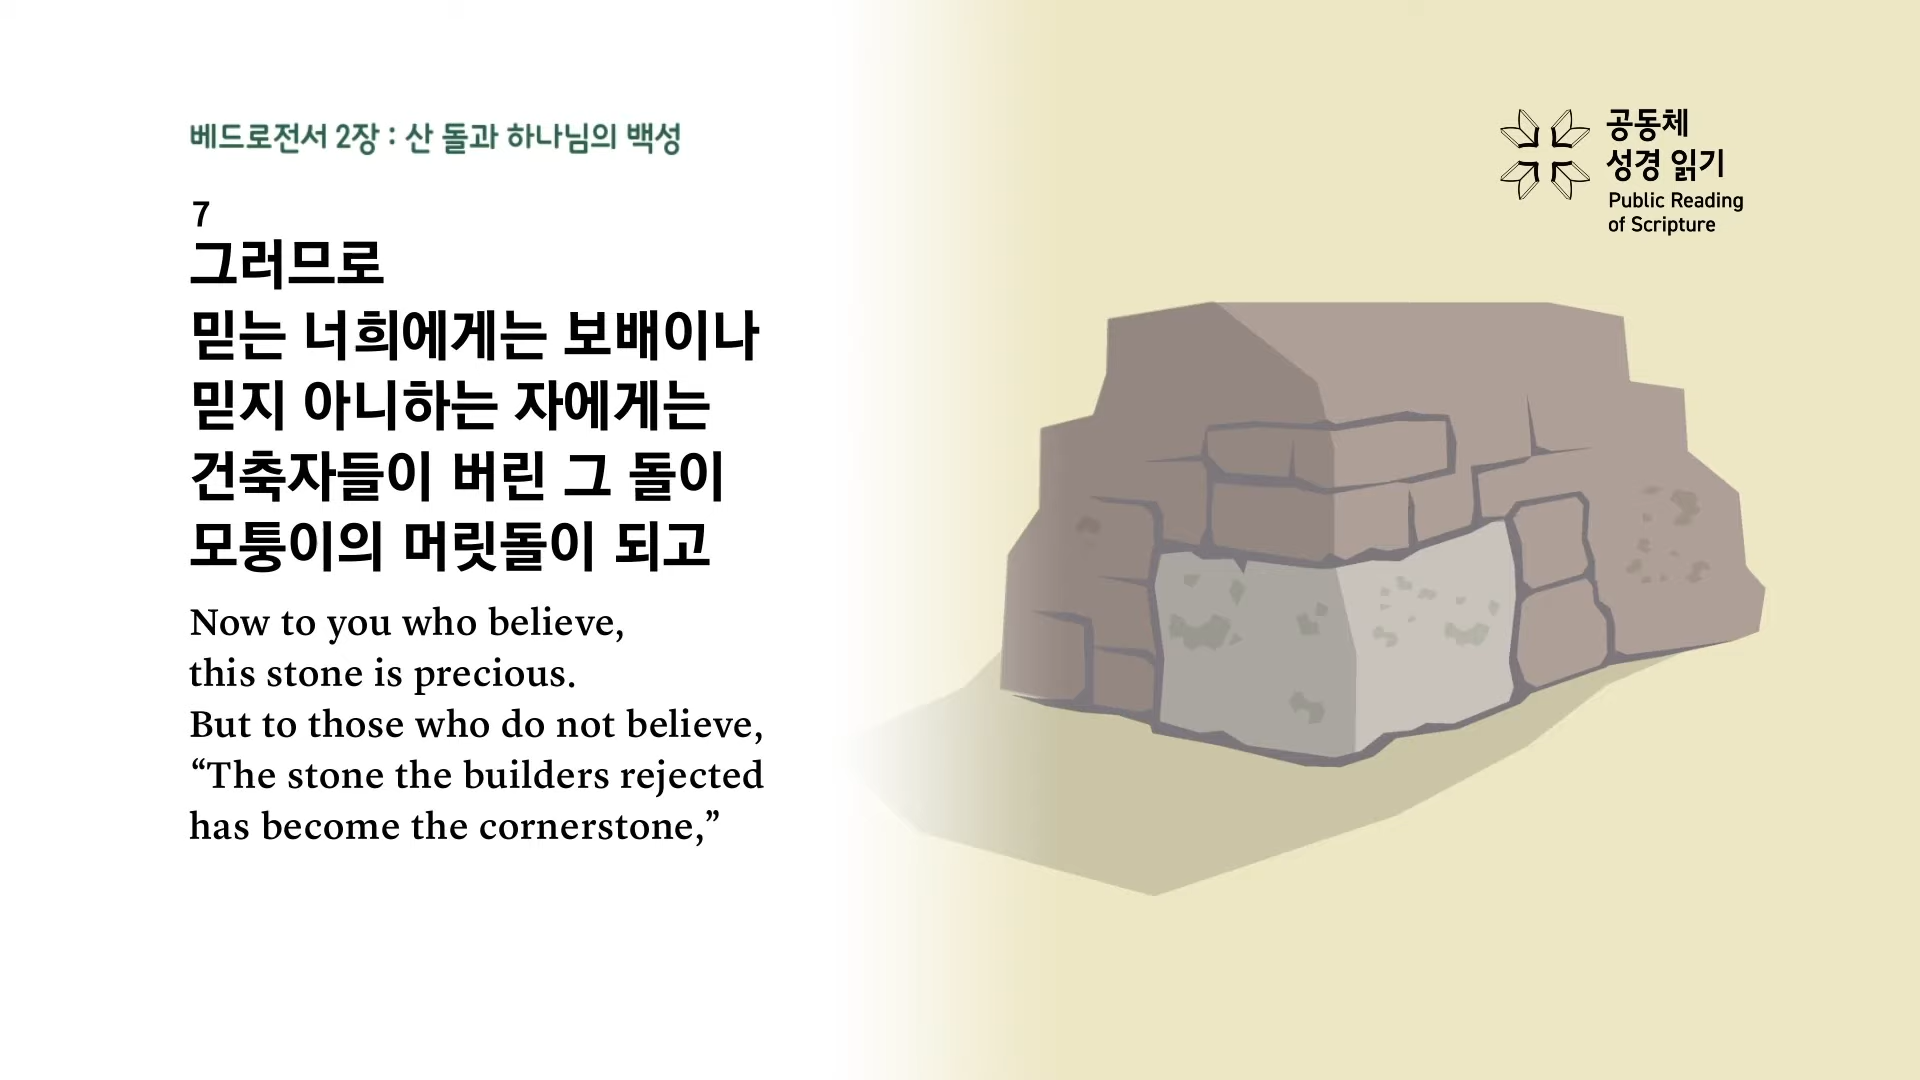 베드로전서 2장 : 산 돌과 하나님의 백성
7
그러므로
믿는 너희에게는 보배이나
믿지 아니하는 자에게는
건축자들이 버린 그 돌이
모퉁이의 머릿돌이 되고
Now to you who believe,
this stone is precious.
But to those who do not believe,
“The stone the builders rejected
has become the cornerstone,”
공동체
성경 읽기
Public Reading
of Scripture